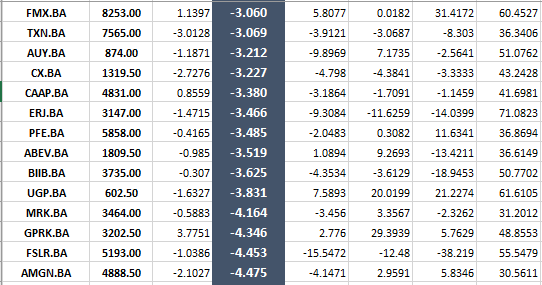 FMX.BA 8253.00 1.1397 -3.060 5.8077 0.0182 31.4172 60.4527
TXN.BA 7565.00 -3.0128 -3.069 -3.9121 -3.0687 -8.303 36.3406
AUY.BA 874.00 -1.1871 -3.212 -9.8969 7.1735 -2.5641 51.0762
CX.BA 1319.50 -2.7276 -3.227 -4.798 -4.3841 -3.3333 43.2428
CAAP.BA 4831.00 0.8559 -3.380 -3.1864 -1.7091 -1.1459 41.6981
ERJ.BA 3147.00 -1.4715 -3.466 -9.3084 -11.6259 -14.0399 71.0823
PFE.BA 5858.00 -0.4165 -3.485 -2.0483 0.3082 11.6341 36.8694
ABEV.BA 1809.50 -0.985 -3.519 1.0894 9.2693 -13.4211 36.6149
BIIB.BA 3735.00 -0.307 -3.625 -4.3534 -3.6129 -18.9453 50.7702
UGP.BA 602.50 -1.6327 -3.831 7.5893 20.0199 21.2274 61.6105
MRK.BA 3464.00 -0.5883 -4.164 -3.456 3.3567 -2.3262 31.2012
GPRK.BA 3202.50 3.7751 -4.346 2.776 29.3939 5.7629 48.8553
FSLR.BA 5193.00 -1.0386 -4.453 -15.5472 -12.48 -38.219 55.5479
AMGN.BA 4888.50 -2.1027 -4.475 -4.1471 2.9591 5.8346 30.5611